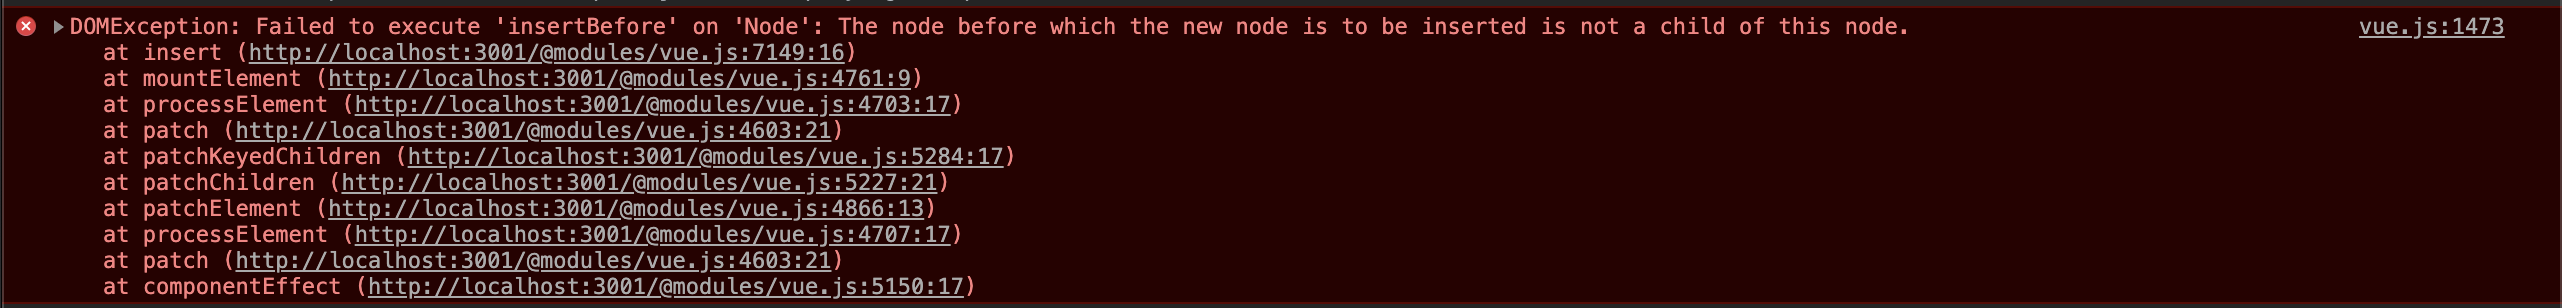 DOMException: Failed to execute 'insertBefore' on 'Node': The node before which the new node is to be inserted is not a child of this node. vue.js:1473
at insert (http://localhost:3001/@modules/vue.js:7149:16)
at mountElement (http://localhost:3001/@modules/vue.js:4761:9)
at processElement (http://localhost:3001/@modules/vue.js:4703:17)
at patch (http://localhost:3001/@modules/vue.js:4603:21)
at patchKeyedChildren (http://localhost:3001/@modules/vue.js:5284:17)
at patchChildren (http://localhost:3001/@modules/vue.js:5227:21)
at patchElement (http://localhost:3001/@modules/vue.js:4866:13)
at processElement (http://localhost:3001/@modules/vue.js:4707:17)
at patch (http://localhost:3001/@modules/vue.js:4603:21)
at componentEffect (http://localhost:3001/@modules/vue.js:5150:17)